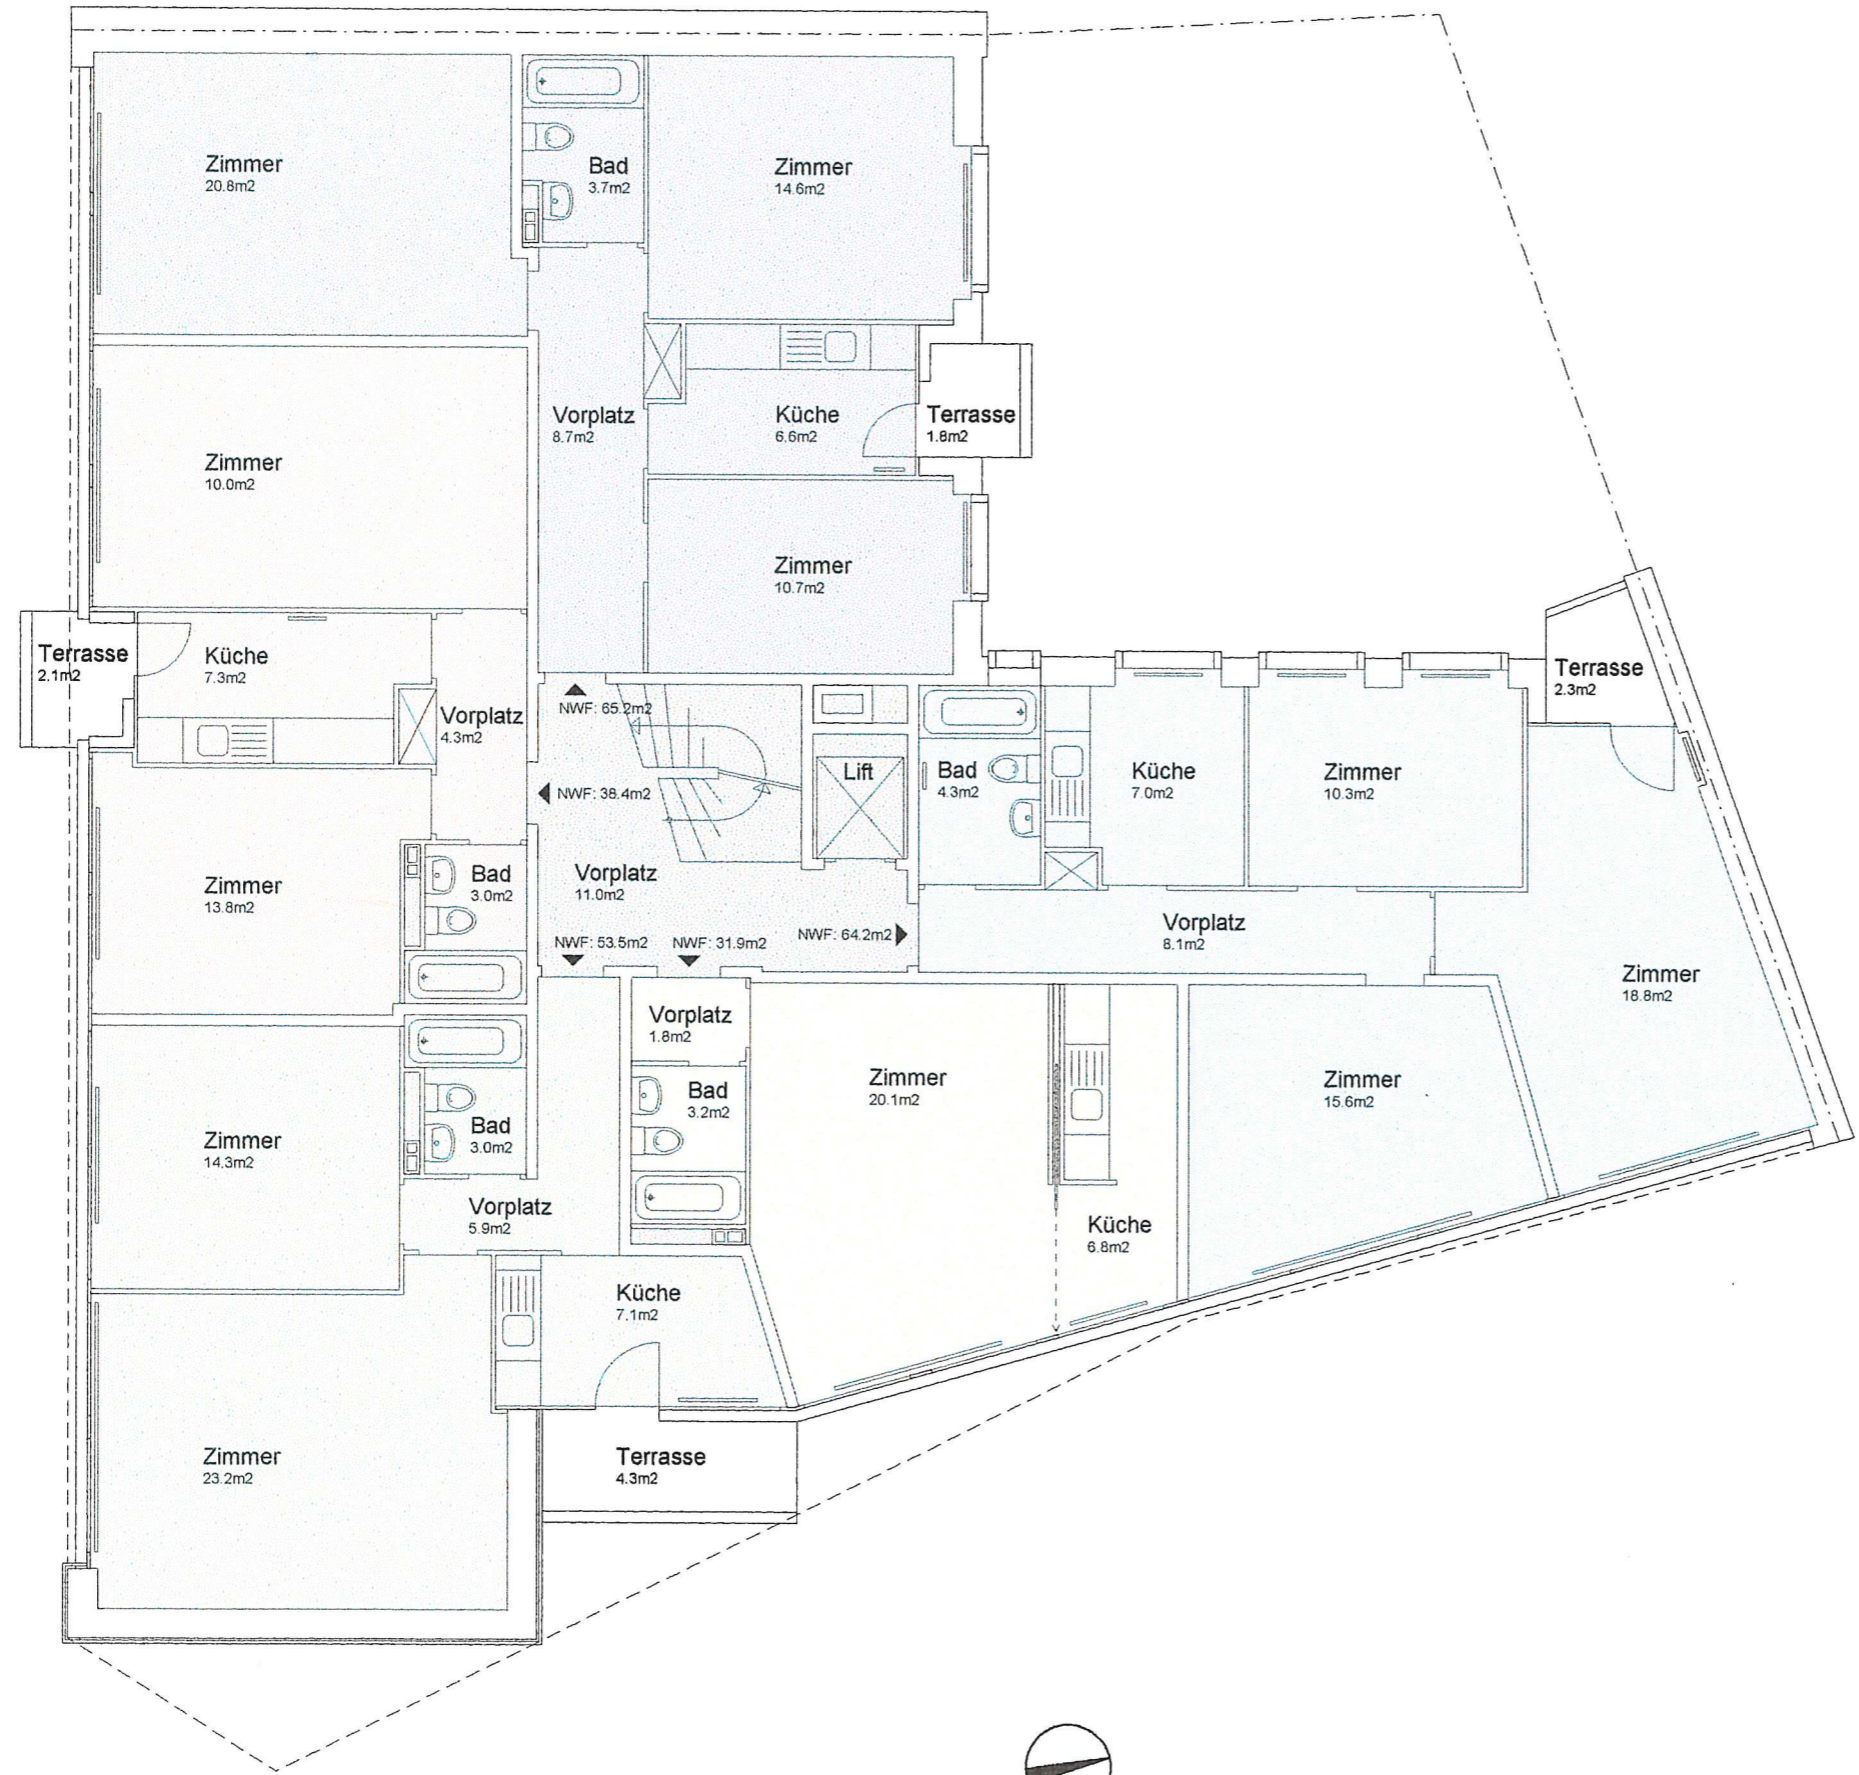 Zimmer
20.8m2
Bad
3.7m2
Zimmer
14.6m2
Vorplatz
8.7m2
Küche
6.6m2
Terrasse
1.8m2
Zimmer
10.0m2
Zimmer
10.7m2
Terrasse
2.1m2
Küche
7.3m2
Vorplatz
4.3m2
NWF: 65.2m2
NWF: 38.4m2
Lift
Bad
4.3m2
Küche
7.0m2
Zimmer
10.3m2
Terrasse
2.3m2
Zimmer
13.8m2
Bad
3.0m2
Vorplatz
11.0m2
NWF: 53.5m2
NWF: 31.9m2
NWF: 64.2m2
Vorplatz
8.1m2
Zimmer
18.8m2
Zimmer
14.3m2
Bad
3.0m2
Vorplatz
5.9m2
Vorplatz
1.8m2
Bad
3.2m2
Zimmer
20.1m2
Küche
6.8m2
Zimmer
15.6m2
Küche
7.1m2
Zimmer
23.2m2
Terrasse
4.3m2